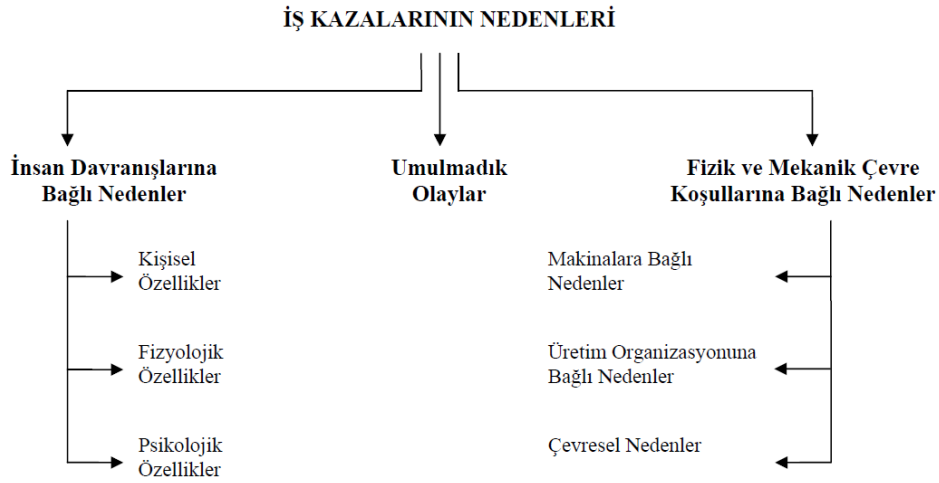 İŞ KAZALARININ NEDENLERİ
İnsan Davranışlarına
Bağlı Nedenler
Umulmadık
Olaylar
Fizik ve Mekanik Çevre
Koşullarına Bağlı Nedenler
Kişisel
Özellikler
Makinalara Bağlı
Nedenler
Fizyolojik
Özellikler
Üretim Organizasyonuna
Bağlı Nedenler
Psikolojik
Özellikler
Çevresel Nedenler